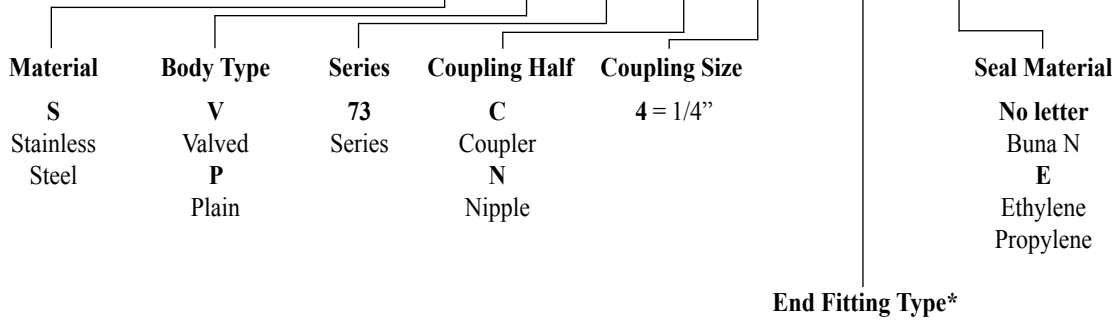 Material Body Type Series Coupling Half Coupling Size Seal Material
S V 73 C 4 = 1/4” No letter
Stainless Valved Series Coupler Buna N
Steel P N E
Plain Nipple Ethylene
Propylene
End Fitting Type*